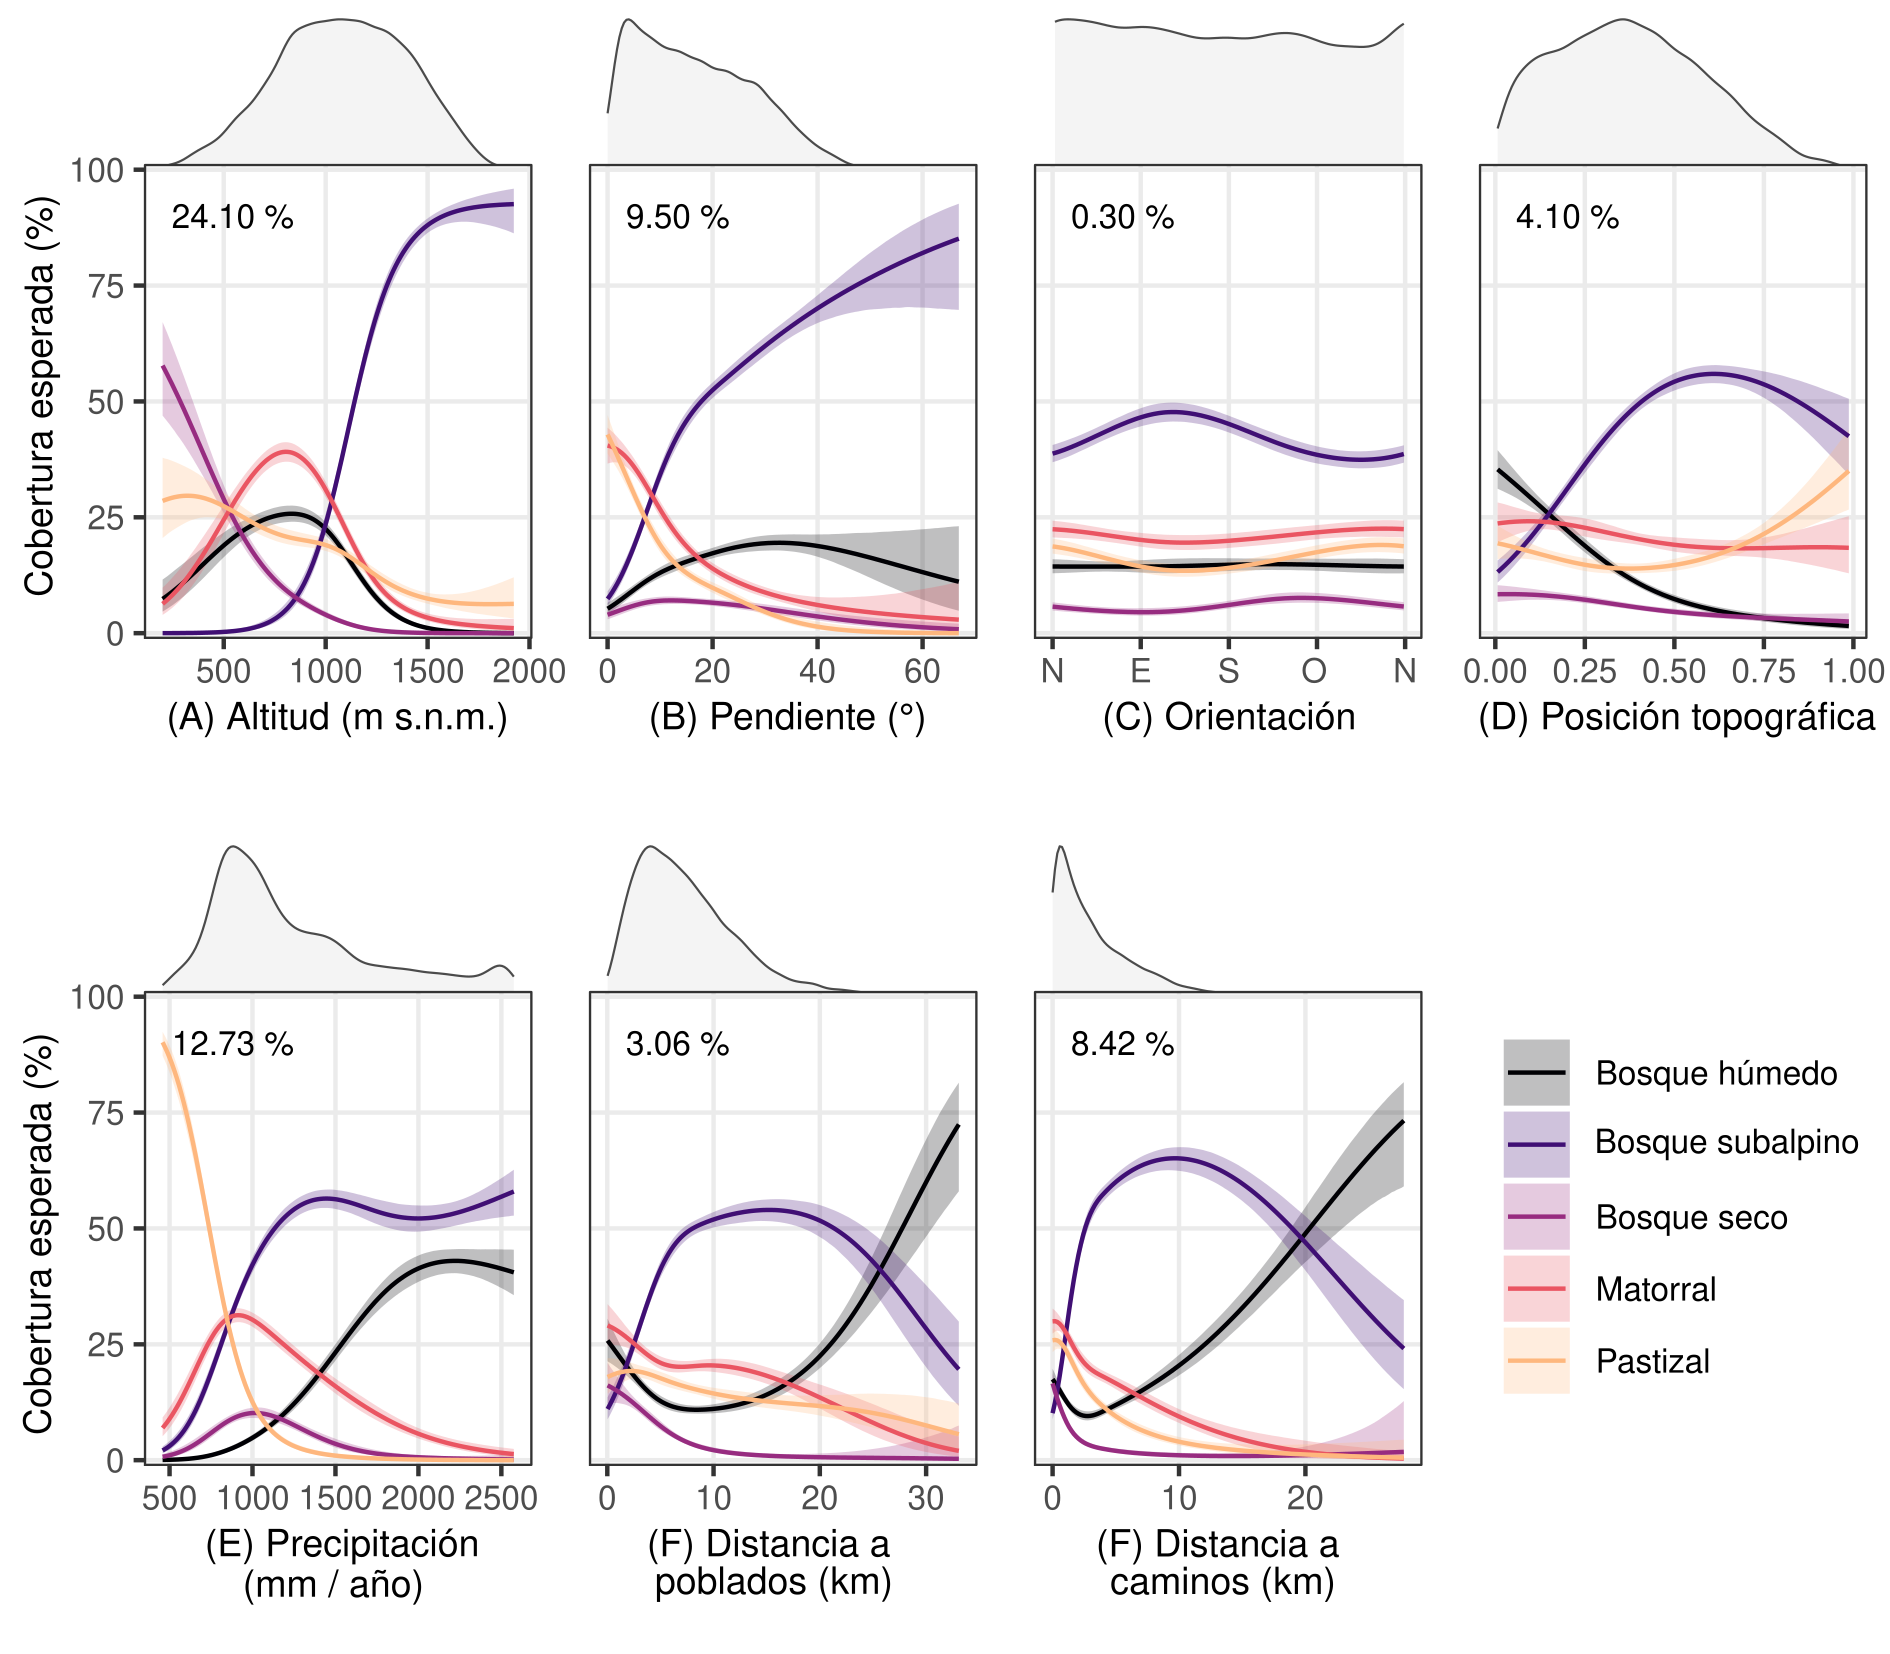 24.10 %
9.50 %
0.30 %
4.10 %
Cobertura esperada (%)
100
75
50
25
0
500 1000 1500 2000
0 20 40 60
N E S O N
0.00 0.25 0.50 0.75 1.00
(A) Altitud (m s.n.m.)
(B) Pendiente (°)
(C) Orientación
(D) Posición topográfica
12.73 %
3.06 %
8.42 %
Cobertura esperada (%)
100
75
50
25
0
500 1000 1500 2000 2500
0 10 20 30
0 10 20
(E) Precipitación
(mm / año)
(F) Distancia a
poblados (km)
(F) Distancia a
caminos (km)
Bosque húmedo
Bosque subalpino
Bosque seco
Matorral
Pastizal